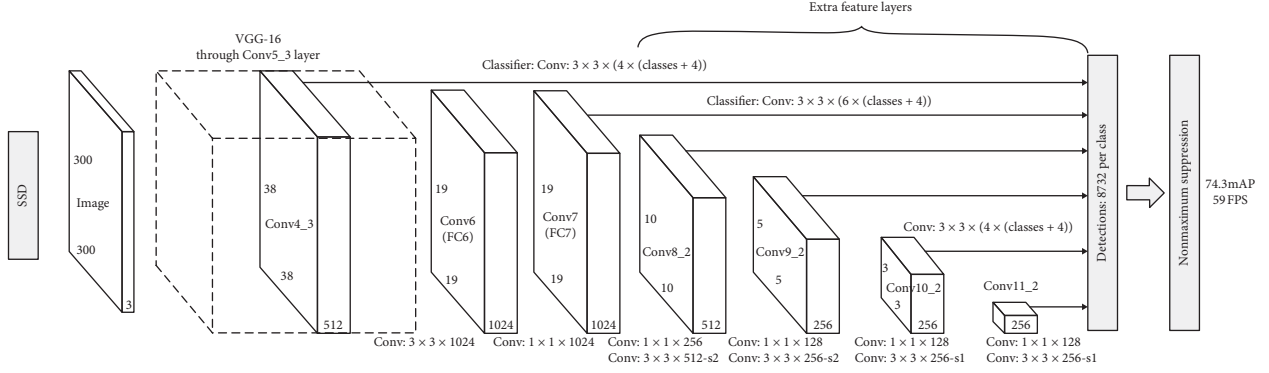 Extra feature layers
VGG-16
through Conv5_3 layer
Classifier: Conv: 3 × 3 × (4 × (classes + 4))
Classifier: Conv: 3 × 3 × (6 × (classes + 4))
SSD
300
Image
300
3
38
Conv4_3
38
512
19
Conv6
(FC6)
19
1024
19
Conv7
(FC7)
19
1024
10
Conv8_2
10
512
5
Conv9_2
5
256
Conv: 3 × 3 × (4 × (classes + 4))
3
Conv10_2
3
256
Conv11_2
256
Detections: 8732 per class
Nonmaximum suppression
74.3mAP
59 FPS
Conv: 3 × 3 × 1024
Conv: 1 × 1 × 1024
Conv: 1 × 1 × 256
Conv: 3 × 3 × 512-s2
Conv: 1 × 1 × 128
Conv: 3 × 3 × 256-s2
Conv: 1 × 1 × 128
Conv: 3 × 3 × 256-s1
Conv: 1 × 1 × 128
Conv: 3 × 3 × 256-s1